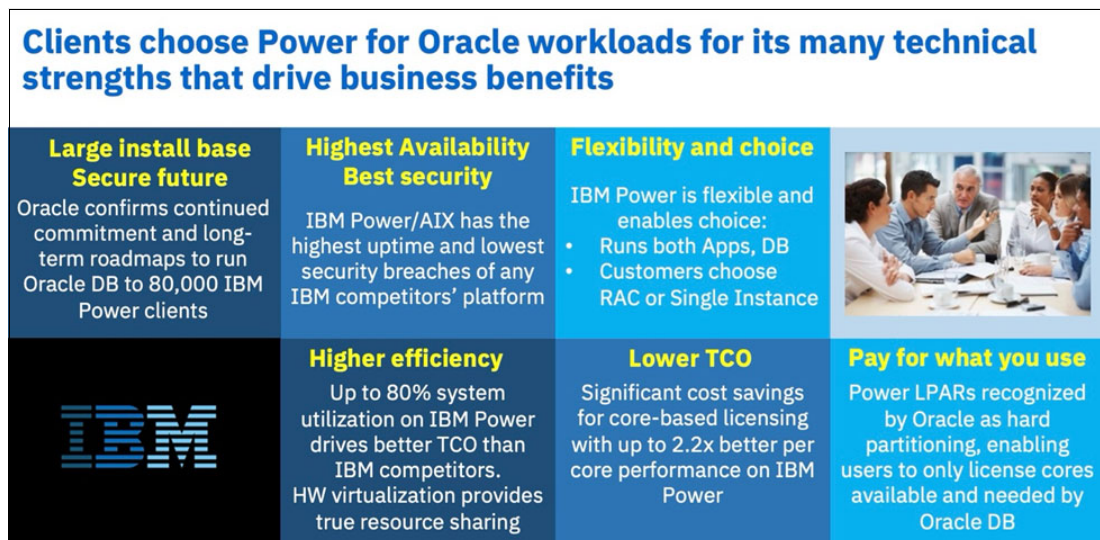 Clients choose Power for Oracle workloads for its many technical
strengths that drive business benefits
Large install base
Secure future
Oracle confirms continued
commitment and long-
term roadmaps to run
Oracle DB to 80,000 IBM
Power clients
Highest Availability
Best security
IBM Power/AIX has the
highest uptime and lowest
security breaches of any
IBM competitors’ platform
Flexibility and choice
IBM Power is flexible and
enables choice:
• Runs both Apps, DB
• Customers choose
RAC or Single Instance
IBM
Higher efficiency
Up to 80% system
utilization on IBM Power
drives better TCO than
IBM competitors.
HW virtualization provides
true resource sharing
Lower TCO
Significant cost savings
for core-based licensing
with up to 2.2x better per
core performance on IBM
Power
Pay for what you use
Power LPARs recognized
by Oracle as hard
partitioning, enabling
users to only license cores
available and needed by
Oracle DB